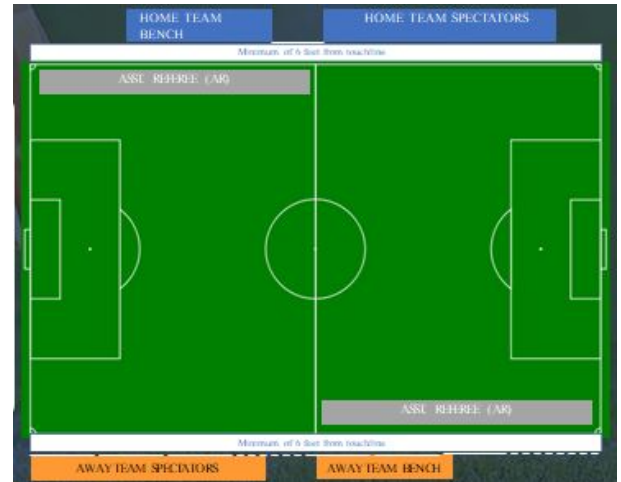 HOME TEAM
BENCH
HOME TEAM SPECTATORS
Minimum of 6 feet from touchline
ASST. REFEREE (AR)
ASST. REFEREE (AR)
Minimum of 6 feet from touchline
AWAY TEAM SPECTATORS
AWAY TEAM BENCH